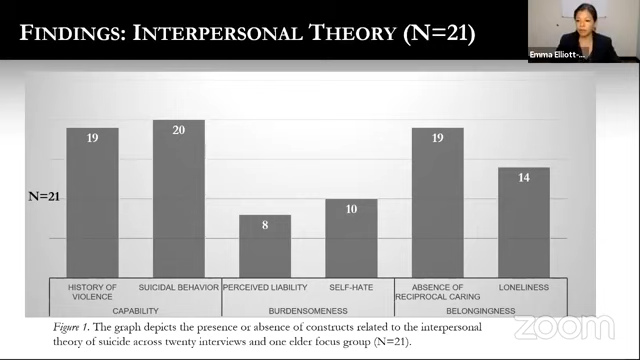 FINDINGS: INTERPERSONAL THEORY (N=21)
Emma Elliott-...
19
20
8
10
19
14
N=21
HISTORY OF VIOLENCE
SUICIDAL BEHAVIOR
PERCEIVED LIABILITY
SELF-HATE
ABSENCE OF RECIPROCAL CARING
LONELINESS
CAPABILITY
BURDENSOMENESS
BELONGINGNESS
Figure 1. The graph depicts the presence or absence of constructs related to the interpersonal
theory of suicide across twenty interviews and one elder focus group (N=21).
zoom